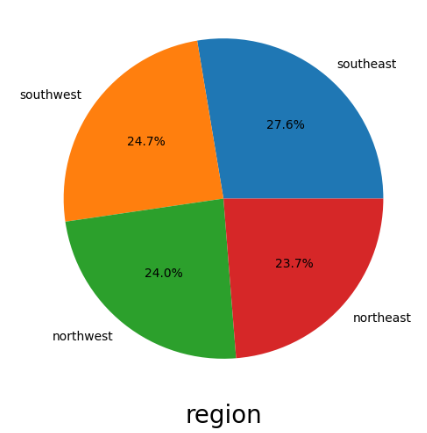 southeast
southwest
27.6%
24.7%
24.0%
23.7%
northeast
northwest
region